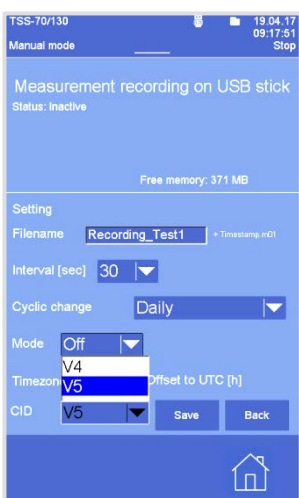 TSS-70/130 19.04.17
09:17:51
Manual mode Stop
Measurement recording on USB stick
Status: Inactive
Free memory: 371 MB
Setting
Filename Recording_Test1 + Timestamp.m01
Interval [sec] 30
Cyclic change Daily
Mode Off
V4
Timezon V5 Offset to UTC [h]
CID V5 Save Back